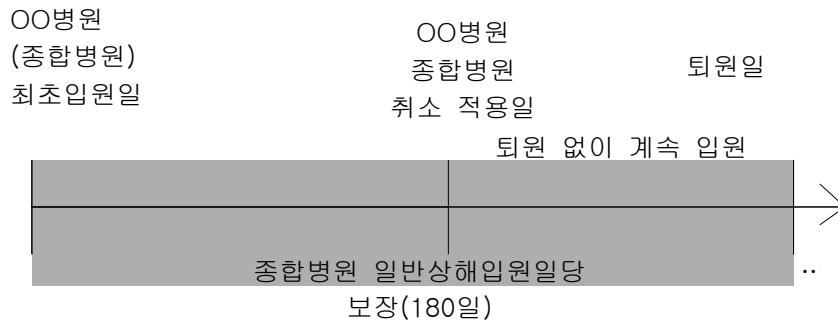 OO병원
(종합병원)
최초입원일
OO병원
종합병원
취소 적용일
퇴원일
퇴원 없이 계속 입원
종합병원 일반상해입원일당
보장(180일)
..